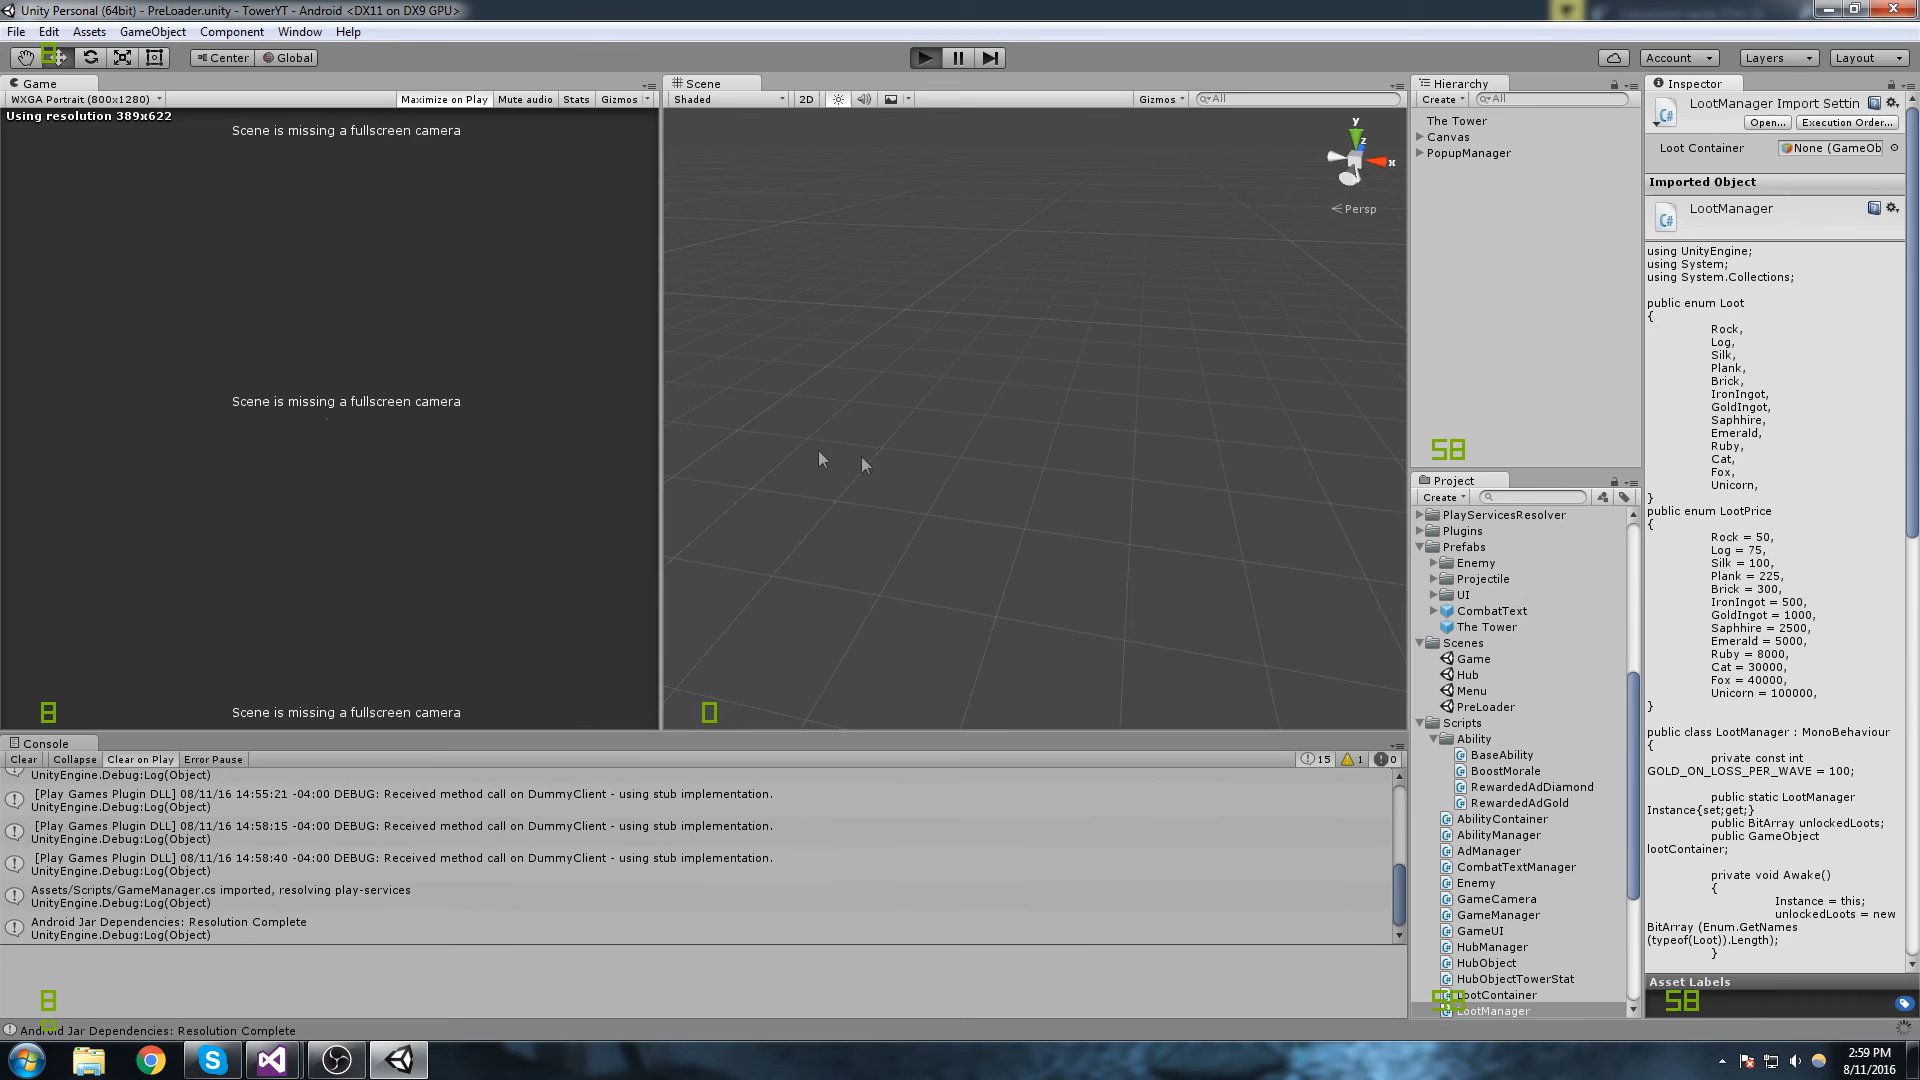 Unity Personal (64bit) - PreLoader.unity - TowerYT - Android <DX11 on DX9 GPU>
File Edit Assets GameObject Component Window Help
Center Global Account Layers Layout
Game
WXGA Portrait (800x1280) Maximize on Play Mute audio Stats Gizmos
Using resolution 389x622
Scene is missing a fullscreen camera
Scene is missing a fullscreen camera
Scene is missing a fullscreen camera
Scene
Shaded 2D Gizmos All
y
z
x
Persp
Hierarchy
Create All
The Tower
Canvas
PopupManager
58
Project
Create
PlayServicesResolver
Plugins
Prefabs
Enemy
Projectile
UI
CombatText
The Tower
Scenes
Game
Hub
Menu
PreLoader
Scripts
Ability
BaseAbility
BoostMorale
RewardedAdDiamond
RewardedAdGold
AbilityContainer
AbilityManager
AdManager
CombatTextManager
Enemy
GameCamera
GameManager
GameUI
HubManager
HubObject
HubObjectTowerStat
LootContainer
LootManager
Inspector
LootManager Import Settin
Open... Execution Order...
Loot Container None (GameOb
Imported Object
LootManager
using UnityEngine;
using System;
using System.Collections;
public enum Loot
{
Rock,
Log,
Silk,
Plank,
Brick,
IronIngot,
GoldIngot,
Saphhire,
Emerald,
Ruby,
Cat,
Fox,
Unicorn,
}
public enum LootPrice
{
Rock = 50,
Log = 75,
Silk = 100,
Plank = 225,
Brick = 300,
IronIngot = 500,
GoldIngot = 1000,
Saphhire = 2500,
Emerald = 5000,
Ruby = 8000,
Cat = 30000,
Fox = 40000,
Unicorn = 100000,
}
public class LootManager : MonoBehaviour
{
private const int
GOLD_ON_LOSS_PER_WAVE = 100;
public static LootManager
Instance{set;get;}
public BitArray unlockedLoots;
public GameObject
lootContainer;
private void Awake()
{
Instance = this;
unlockedLoots = new
BitArray (Enum.GetNames
(typeof(Loot)).Length);
}
Asset Labels
58
Console
Clear Collapse Clear on Play Error Pause 15 1 0
UnityEngine.Debug:Log(Object)
[Play Games Plugin DLL] 08/11/16 14:55:21 -04:00 DEBUG: Received method call on DummyClient - using stub implementation.
UnityEngine.Debug:Log(Object)
[Play Games Plugin DLL] 08/11/16 14:58:15 -04:00 DEBUG: Received method call on DummyClient - using stub implementation.
UnityEngine.Debug:Log(Object)
[Play Games Plugin DLL] 08/11/16 14:58:40 -04:00 DEBUG: Received method call on DummyClient - using stub implementation.
UnityEngine.Debug:Log(Object)
Assets/Scripts/GameManager.cs imported, resolving play-services
UnityEngine.Debug:Log(Object)
Android Jar Dependencies: Resolution Complete
UnityEngine.Debug:Log(Object)
8
0
8
Android Jar Dependencies: Resolution Complete
2:59 PM
8/11/2016